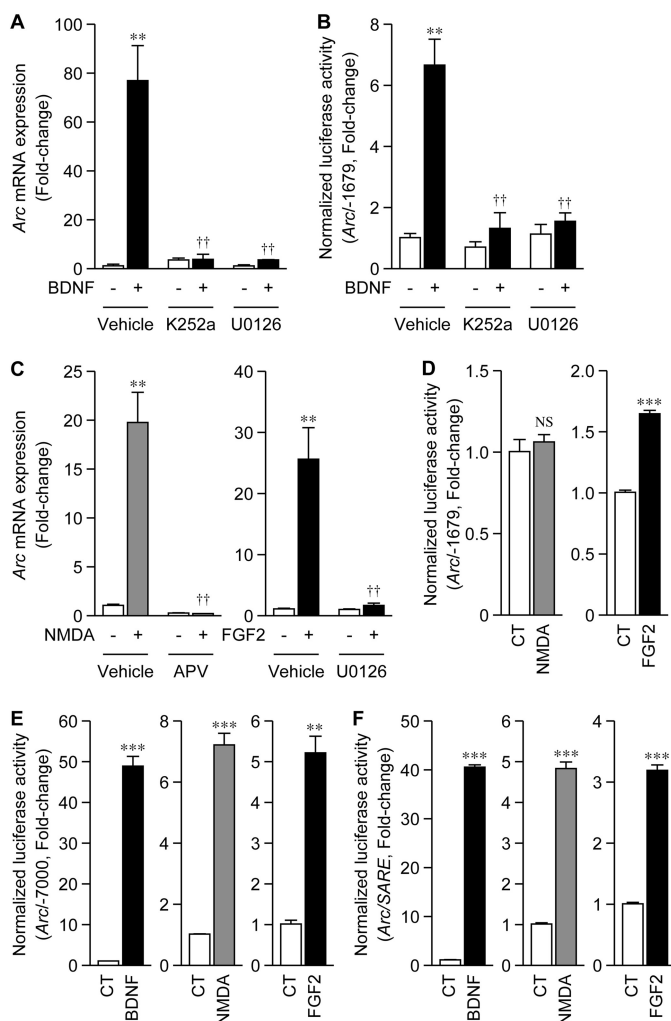 A
Arc mRNA expression
(Fold-change)
100
80
60
40
20
0
**
††
††
BDNF - + - + - +
Vehicle K252a U0126
B
Normalized luciferase activity
(Arc/-1679, Fold-change)
8
6
4
2
0
**
††
††
BDNF - + - + - +
Vehicle K252a U0126
C
Arc mRNA expression
(Fold-change)
25
20
15
10
5
0
**
††
NMDA - + - +
Vehicle APV
40
30
20
10
0
**
††
FGF2 - + - +
Vehicle U0126
D
Normalized luciferase activity
(Arc/-1679, Fold-change)
1.5
1.0
0.5
0
NS
CT
NMDA
2.0
1.5
1.0
0.5
0
***
CT
FGF2
E
Normalized luciferase activity
(Arc/-7000, Fold-change)
60
50
40
30
20
10
0
***
CT
BDNF
8
6
4
2
0
***
CT
NMDA
6
5
4
3
2
1
0
**
CT
FGF2
F
Normalized luciferase activity
(Arc/SARE, Fold-change)
50
40
30
20
10
0
***
CT
BDNF
6
5
4
3
2
1
0
***
CT
NMDA
4
3
2
1
0
***
CT
FGF2